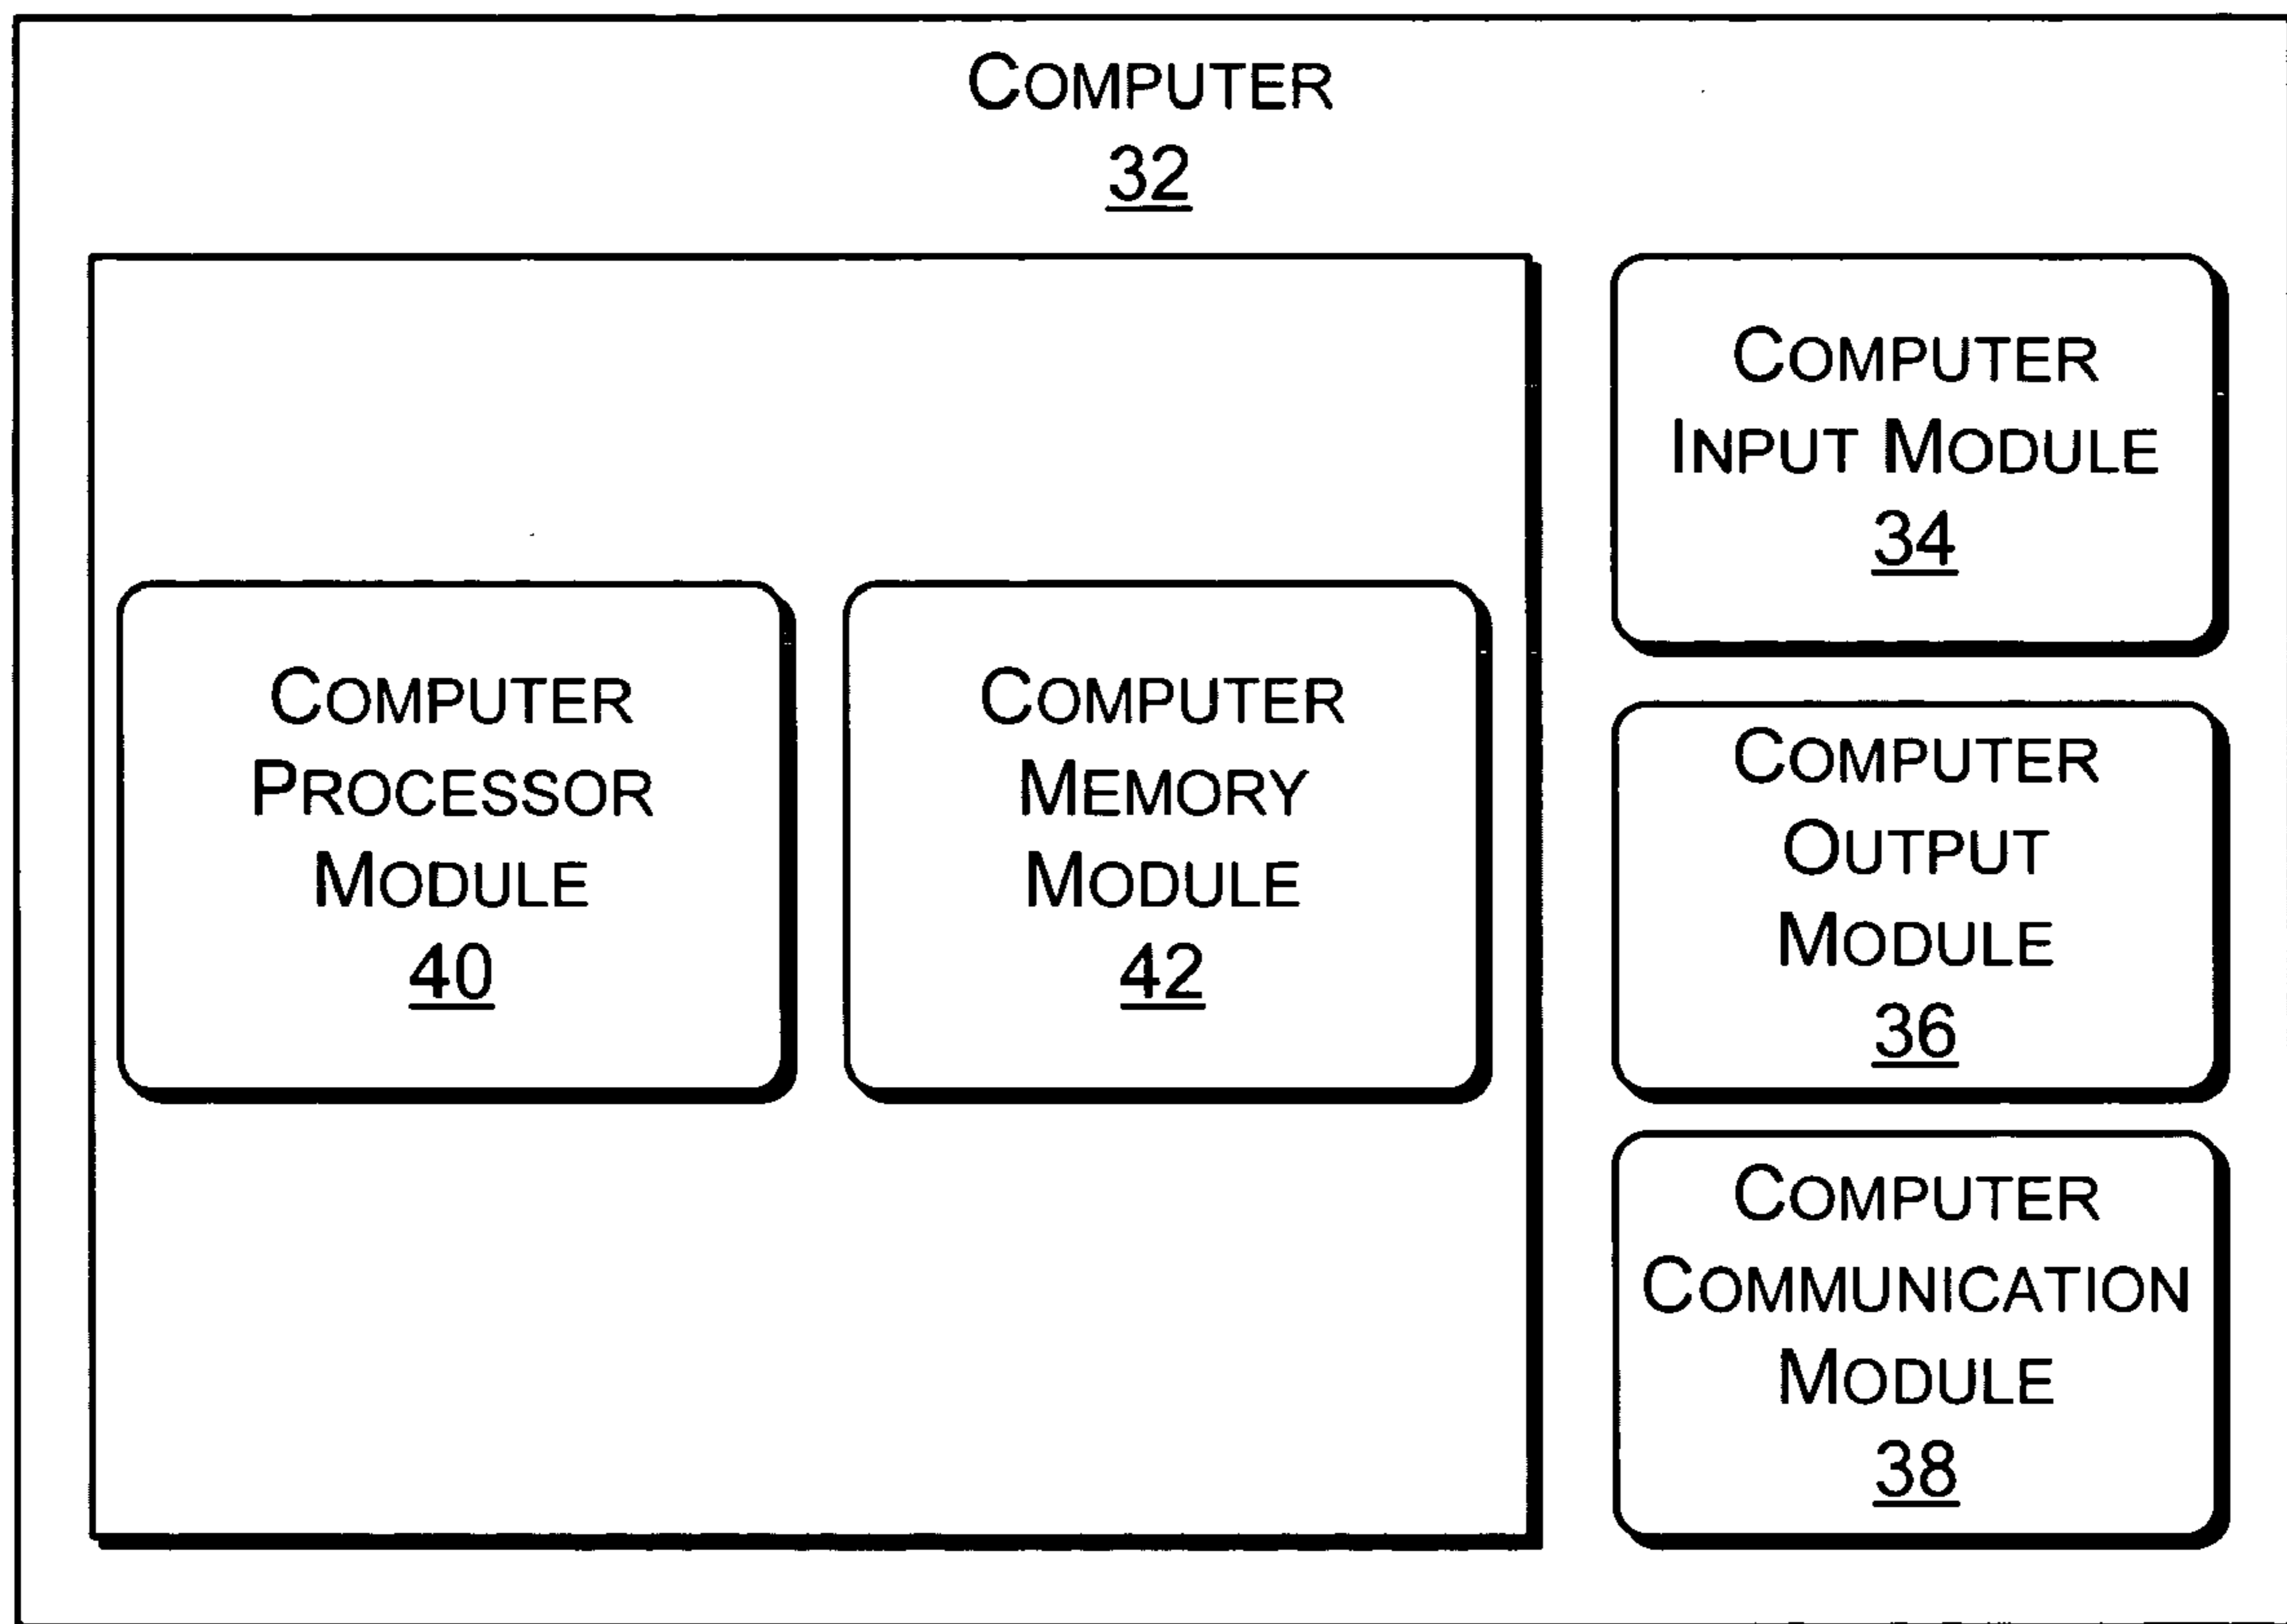 COMPUTER
32
COMPUTER
PROCESSOR
MODULE
40
COMPUTER
MEMORY
MODULE
42
COMPUTER
INPUT MODULE
34
COMPUTER
OUTPUT
MODULE
36
COMPUTER
COMMUNICATION
MODULE
38